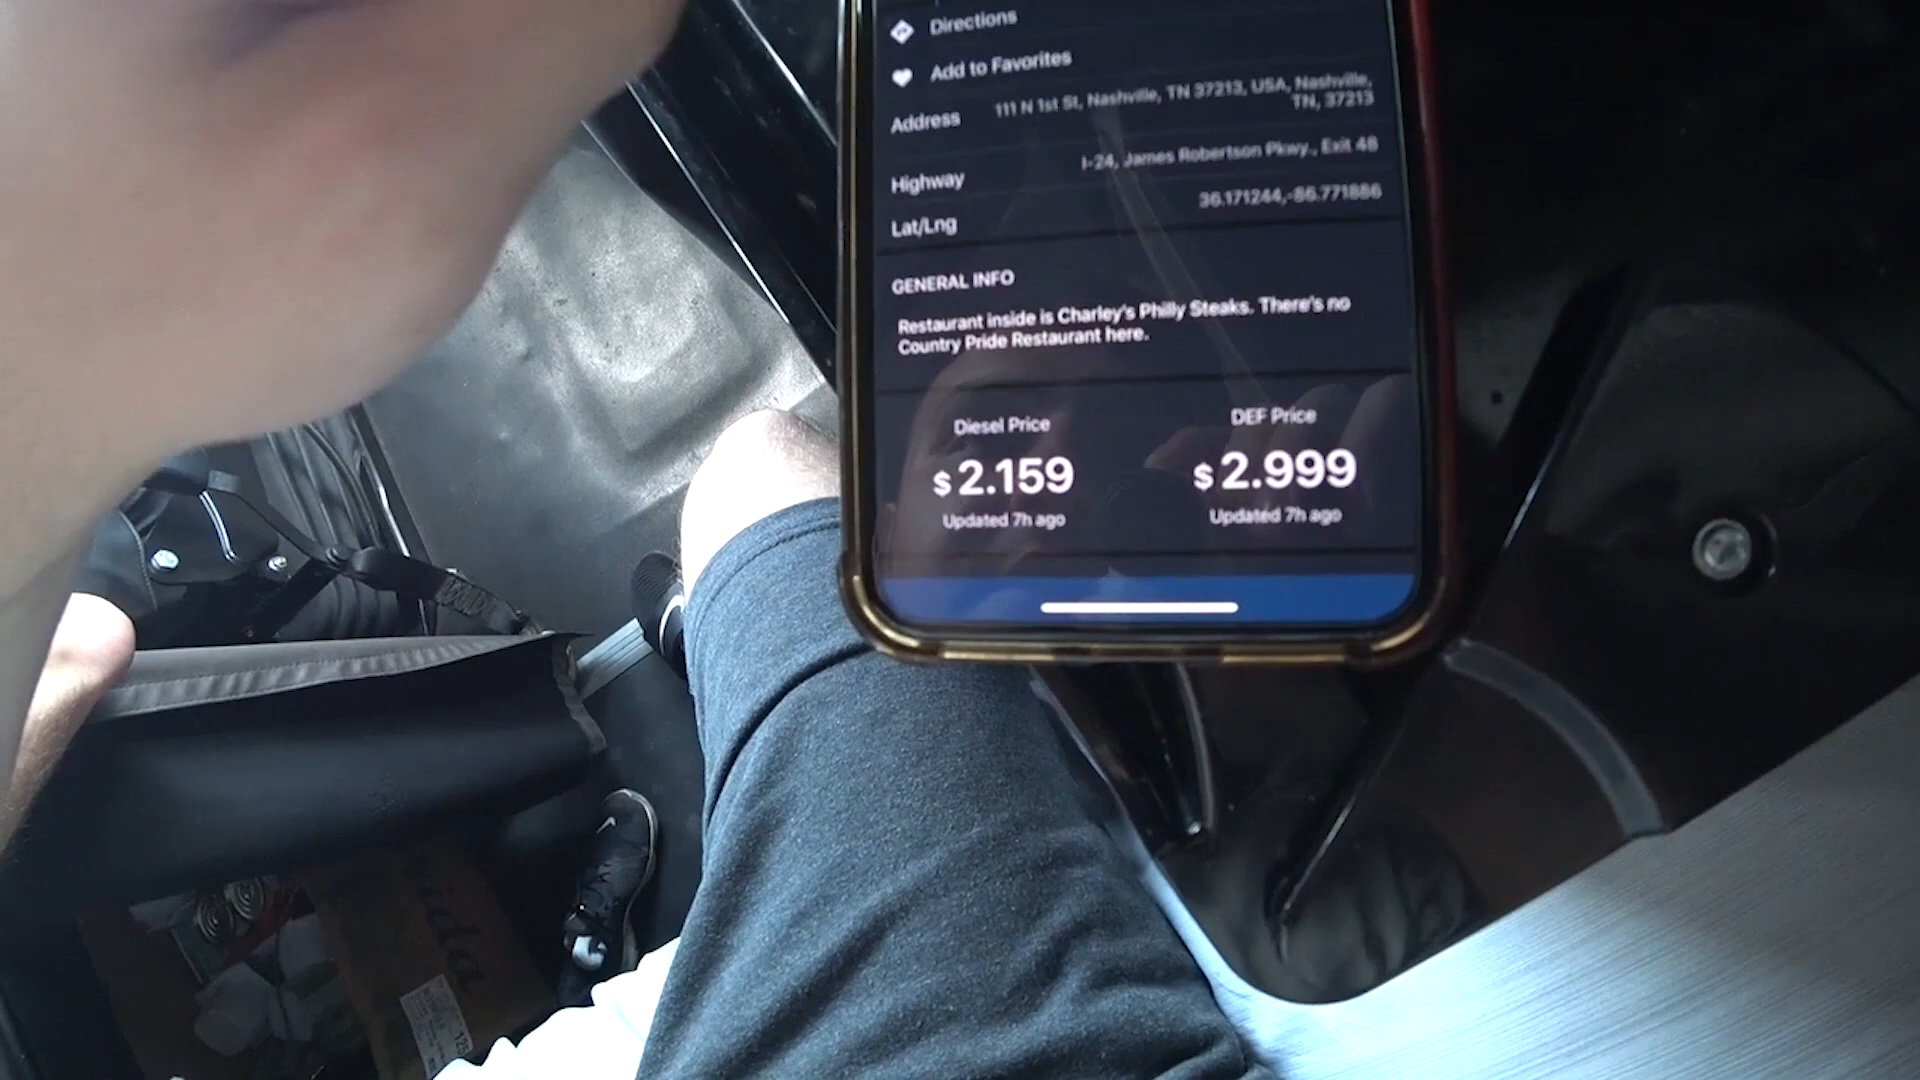 Directions
Add to Favorites
Address
111 N 1st St, Nashville, TN 37213, USA, Nashville,
TN, 37213
Highway
I-24, James Robertson Pkwy., Exit 48
Lat/Lng
36.171244,-86.771886
GENERAL INFO
Restaurant inside is Charley's Philly Steaks. There's no
Country Pride Restaurant here.
Diesel Price
DEF Price
$2.159
$2.999
Updated 7h ago
Updated 7h ago